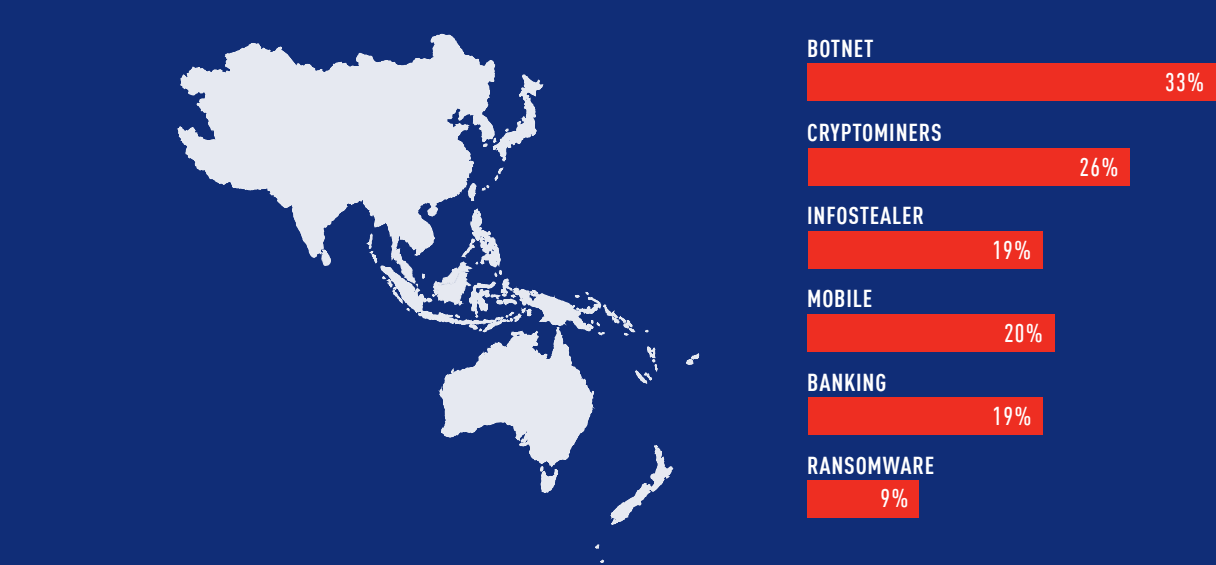 BOTNET
33%
CRYPTOMINERS
26%
INFOSTEALER
19%
MOBILE
20%
BANKING
19%
RANSOMWARE
9%